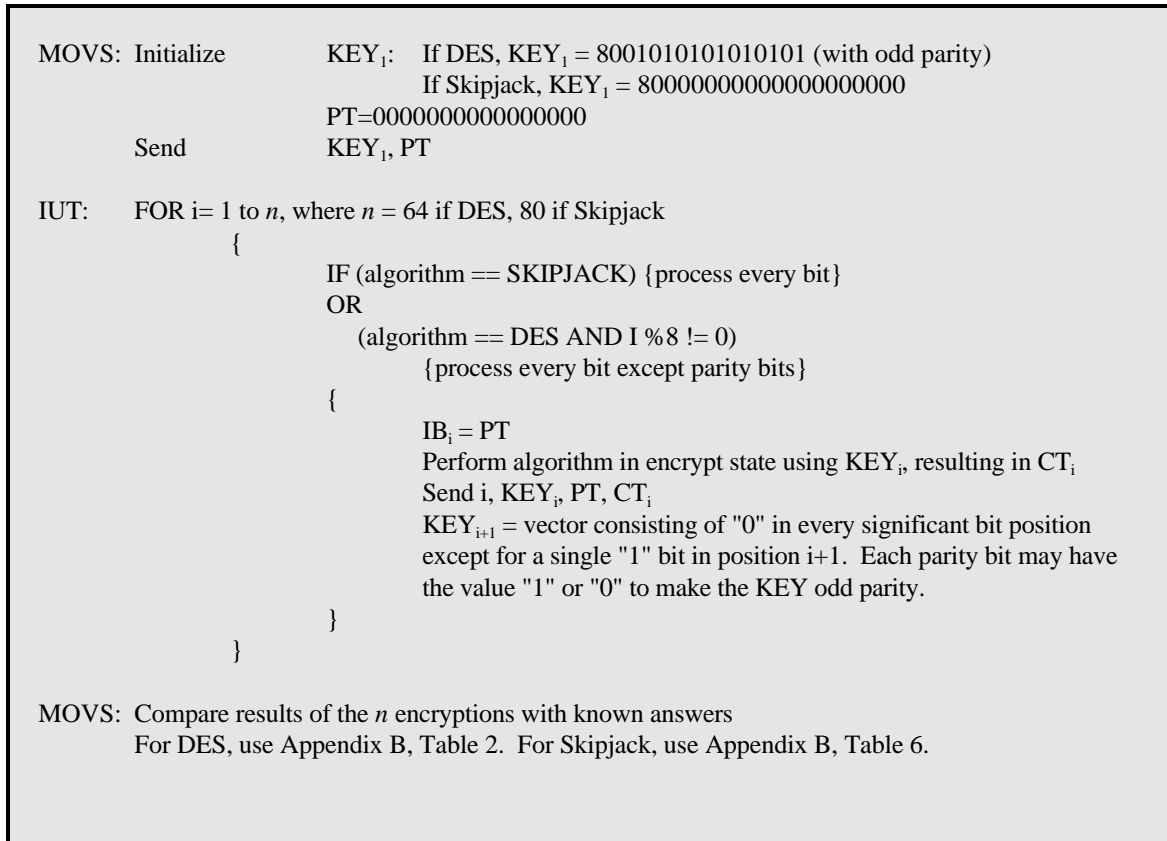 MOVS: Initialize KEY₁: If DES, KEY₁ = 8001010101010101 (with odd parity)
If Skipjack, KEY₁ = 80000000000000000000
PT=0000000000000000
Send KEY₁, PT
IUT: FOR i= 1 to n, where n = 64 if DES, 80 if Skipjack
{
IF (algorithm == SKIPJACK) {process every bit}
OR
(algorithm == DES AND I %8 != 0)
{process every bit except parity bits}
{
IBᵢ = PT
Perform algorithm in encrypt state using KEYᵢ, resulting in CTᵢ
Send i, KEYᵢ, PT, CTᵢ
KEYᵢ₊₁ = vector consisting of "0" in every significant bit position
except for a single "1" bit in position i+1. Each parity bit may have
the value "1" or "0" to make the KEY odd parity.
}
}
MOVS: Compare results of the n encryptions with known answers
For DES, use Appendix B, Table 2. For Skipjack, use Appendix B, Table 6.